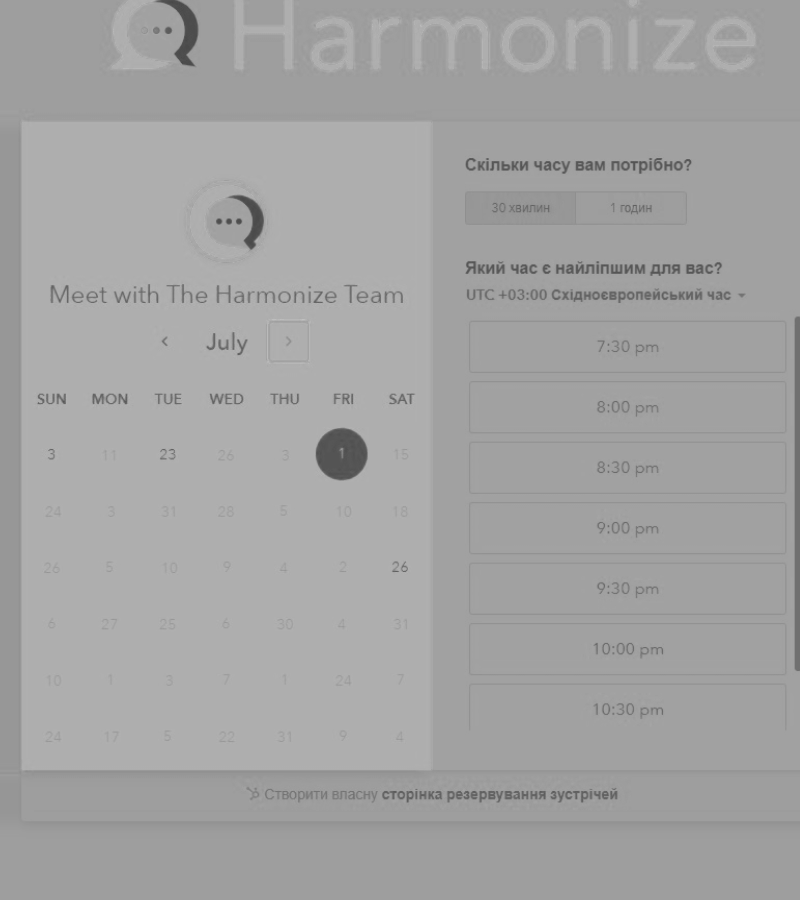 Harmonize
Meet with The Harmonize Team
July
SUN MON TUE WED THU FRI SAT
3 11 23 26 3 1 15
24 3 31 28 5 10 18
26 5 10 9 4 2 26
6 27 25 6 30 4 31
10 1 3 7 1 24 7
24 17 5 22 31 9 4
Скільки часу вам потрібно?
30 хвилин 1 годин
Який час є найліпшим для вас?
UTC +03:00 Східноєвропейський час
7:30 pm
8:00 pm
8:30 pm
9:00 pm
9:30 pm
10:00 pm
10:30 pm
Створити власну сторінка резервування зустрічей